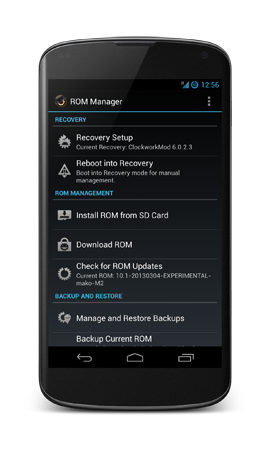 12:56
ROM Manager
RECOVERY
Recovery Setup
Current Recovery: ClockworkMod 6.0.2.3
Reboot into Recovery
Boot into Recovery mode for manual
management.
ROM MANAGEMENT
Install ROM from SD Card
Download ROM
Check for ROM Updates
Current ROM: 10.1-20130304-EXPERIMENTAL-
mako-M2
BACKUP AND RESTORE
Manage and Restore Backups
Backup Current ROM